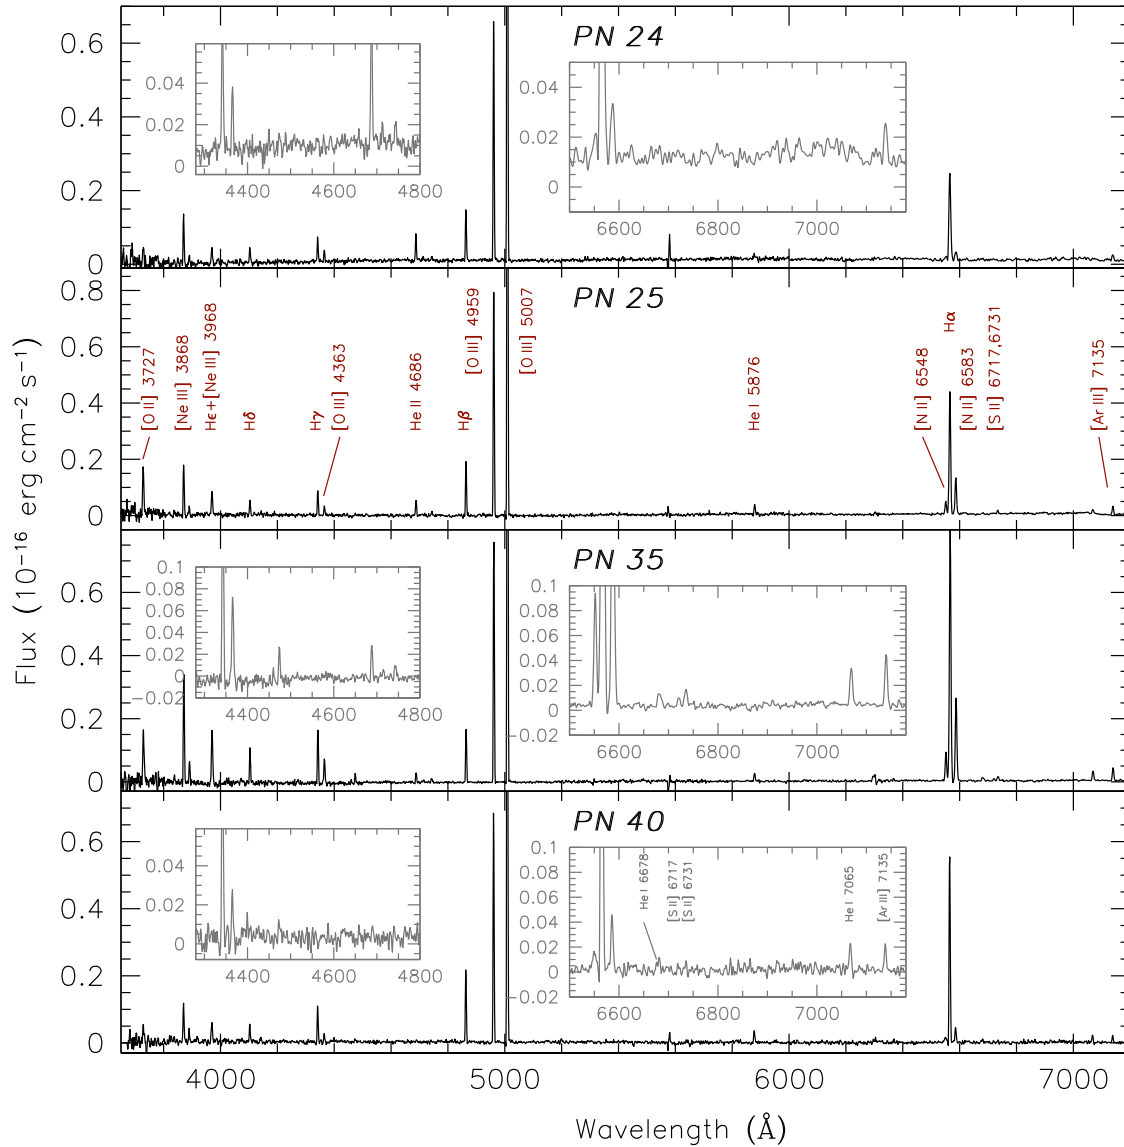 PN 24
0.6
0.4
0.2
0
0.04
0.02
0
4400 4600 4800
0.04
0.02
0
6600 6800 7000
PN 25
0.8
0.6
0.4
0.2
0
[O II] 3727
[Ne III] 3868
Hε+[Ne III] 3968
Hδ
Hγ
[O III] 4363
He II 4686
Hβ
[O III] 4959
[O III] 5007
He I 5876
[N II] 6548
Hα
[N II] 6583
[S II] 6717,6731
[Ar III] 7135
Flux (10⁻¹⁶ erg cm⁻² s⁻¹)
PN 35
0.6
0.4
0.2
0
0.1
0.08
0.06
0.04
0.02
0
−0.02
4400 4600 4800
0.1
0.08
0.06
0.04
0.02
0
−0.02
6600 6800 7000
PN 40
0.6
0.4
0.2
0
0.04
0.02
0
4400 4600 4800
0.1
0.08
0.06
0.04
0.02
0
−0.02
He I 6678
[S II] 6717
[S II] 6731
He I 7065
[Ar III] 7135
6600 6800 7000
4000 5000 6000 7000
Wavelength (Å)